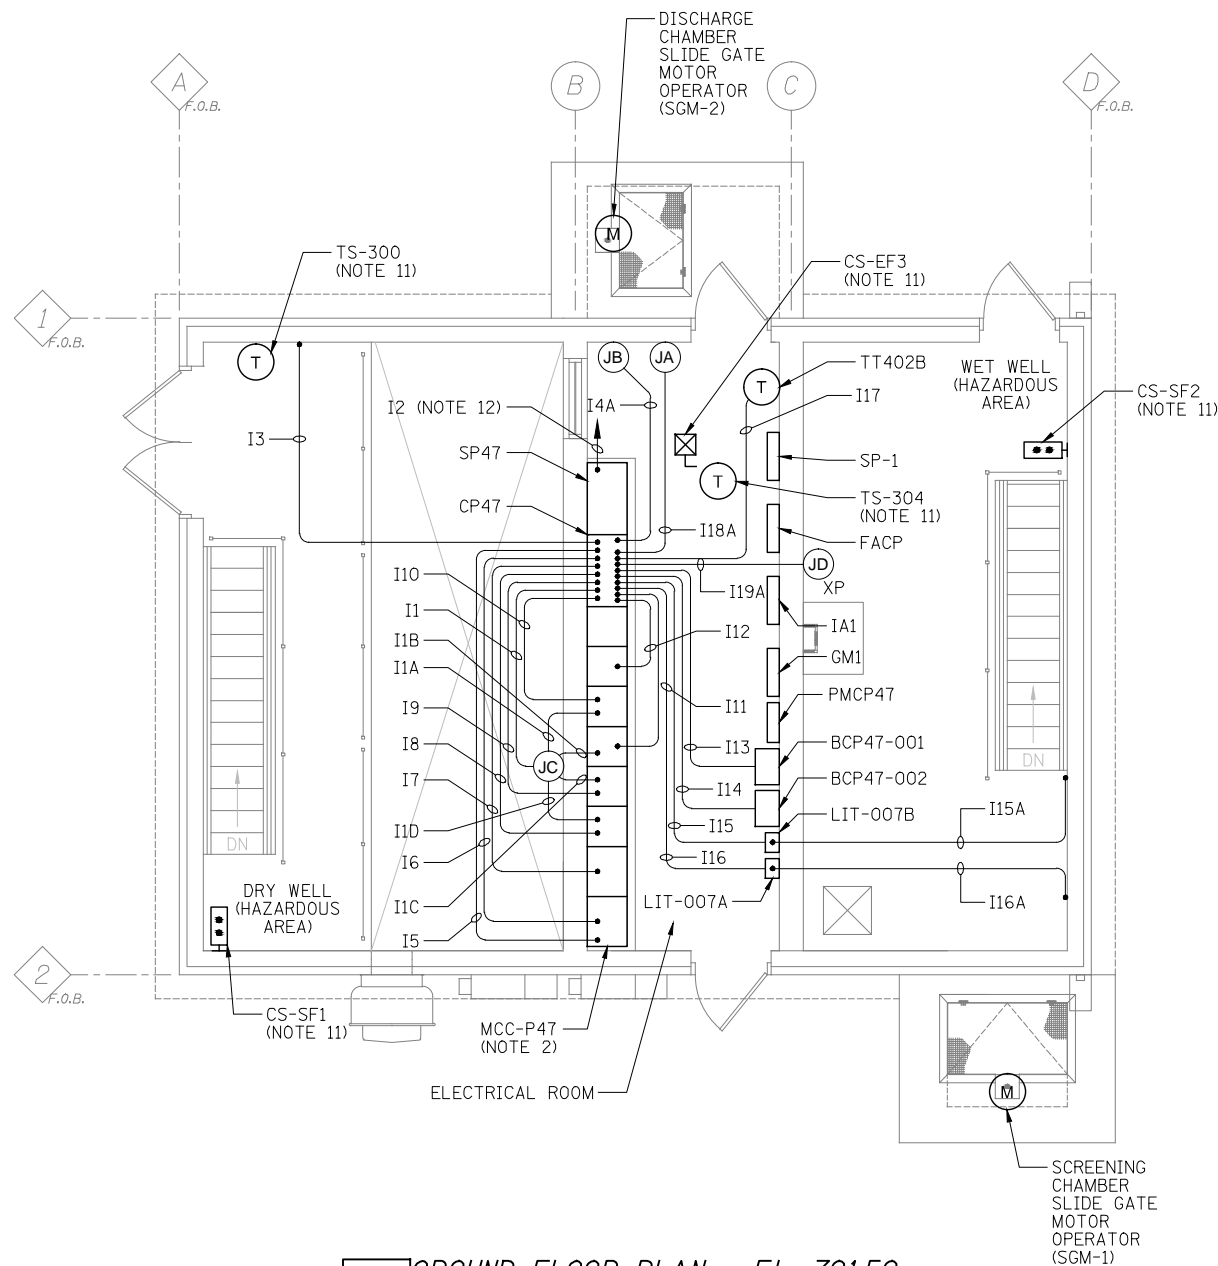 DISCHARGE
CHAMBER
SLIDE GATE
MOTOR
OPERATOR
(SGM-2)
A
F.O.B.
B
C
D
F.O.B.
M
TS-300
(NOTE 11)
CS-EF3
(NOTE 11)
1
F.O.B.
T
JB
JA
T
TT402B
WET WELL
(HAZARDOUS
AREA)
CS-SF2
(NOTE 11)
I2 (NOTE 12)
I4A
I17
I3
SP47
SP-1
T
CP47
TS-304
(NOTE 11)
I18A
FACP
JD
XP
I10
I19A
I1
IA1
I12
I1B
GM1
I1A
PMCP47
I9
I11
I8
I13
BCP47-001
JC
DN
I7
I14
BCP47-002
I1D
I15
LIT-007B
I15A
DN
I6
I16
DRY WELL
(HAZARDOUS
AREA)
I1C
LIT-007A
I16A
I5
2
F.O.B.
CS-SF1
(NOTE 11)
MCC-P47
(NOTE 2)
ELECTRICAL ROOM
M
SCREENING
CHAMBER
SLIDE GATE
MOTOR
OPERATOR
(SGM-1)